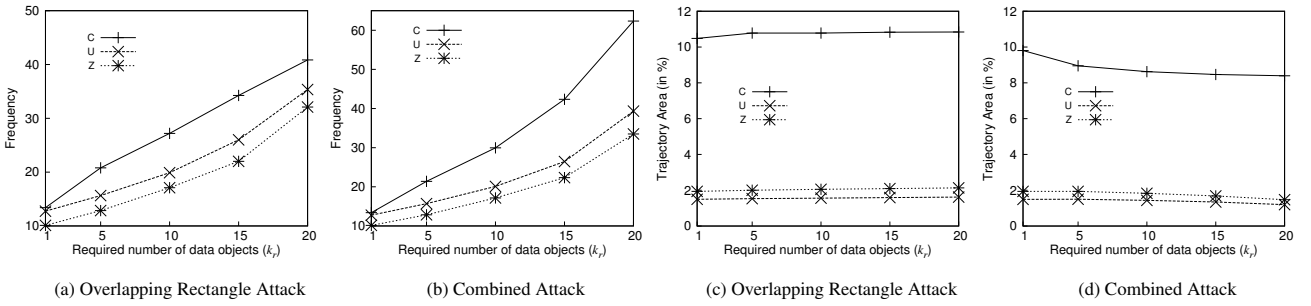 50
40
30
20
10
1 5 10 15 20
C
U
Z
Frequency
Required number of data objects (kr)
(a) Overlapping Rectangle Attack
60
50
40
30
20
10
1 5 10 15 20
C
U
Z
Frequency
Required number of data objects (kr)
(b) Combined Attack
12
10
8
6
4
2
0
1 5 10 15 20
C
U
Z
Trajectory Area (in %)
Required number of data objects (kr)
(c) Overlapping Rectangle Attack
12
10
8
6
4
2
0
1 5 10 15 20
C
U
Z
Trajectory Area (in %)
Required number of data objects (kr)
(d) Combined Attack